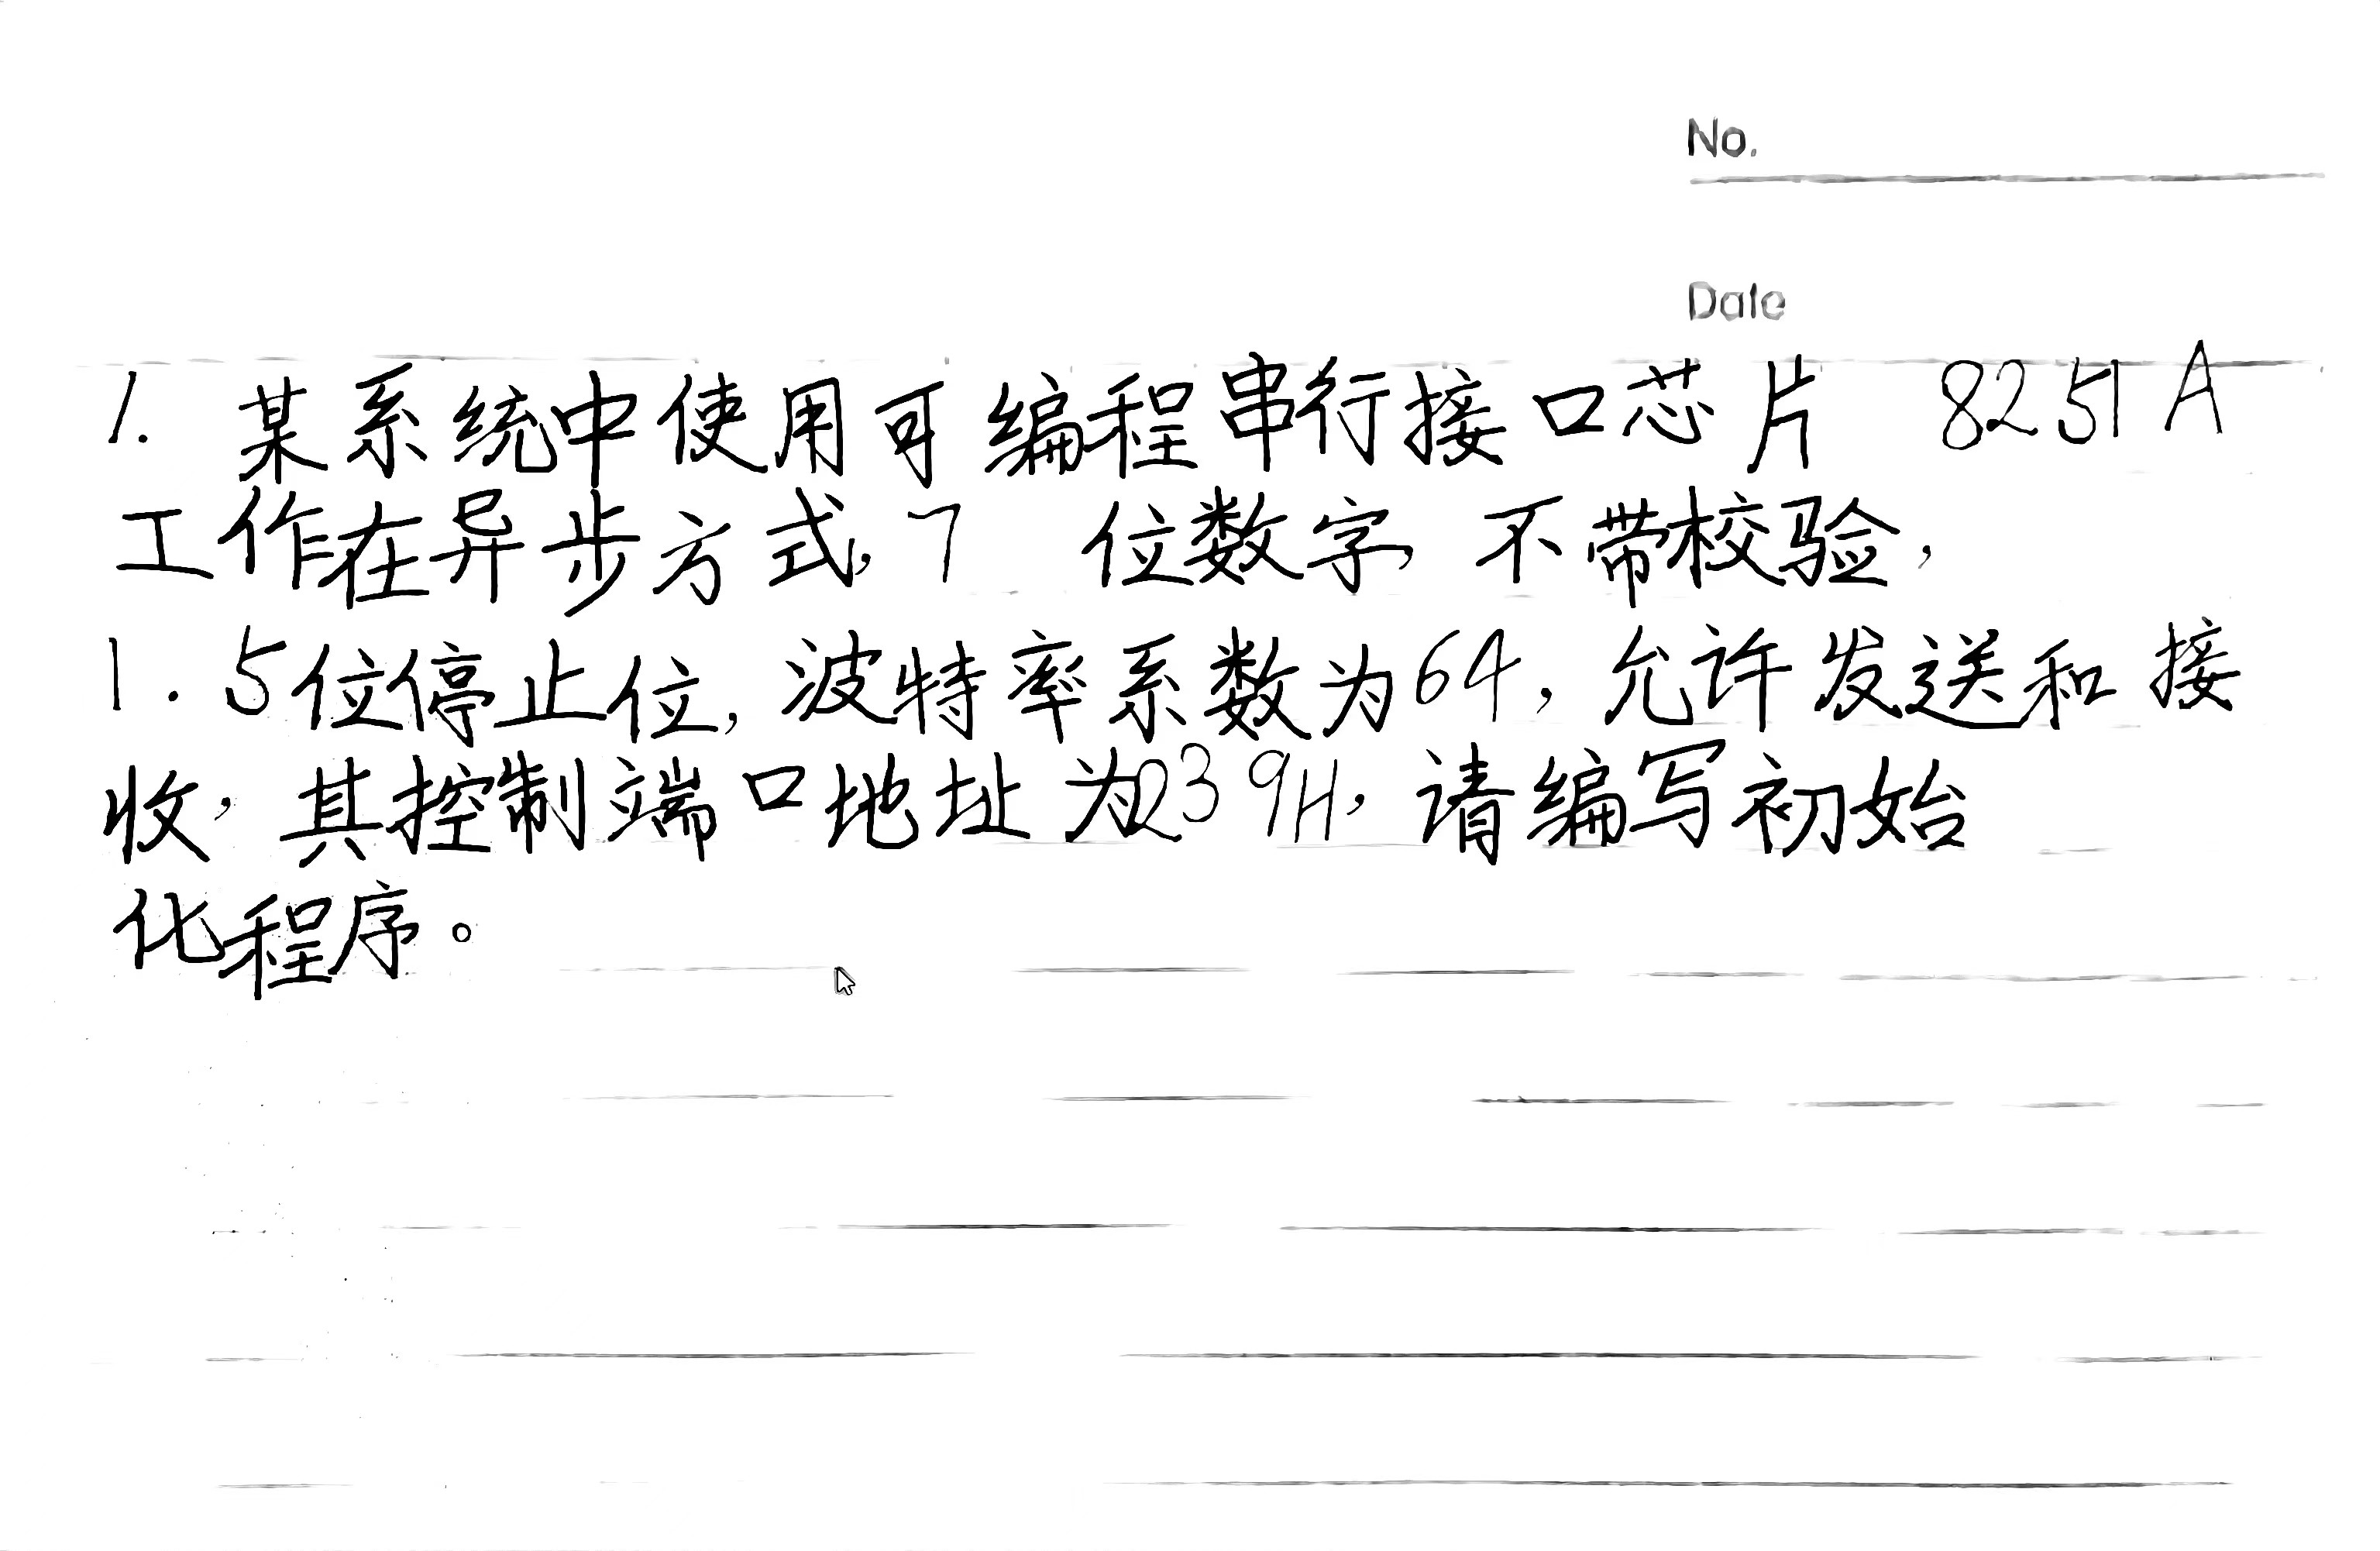 No.
Date
1. 某系统中使用可编程串行接口芯片 8251A
工作在异步方式,7 位数字,不带校验,
1.5位停止位,波特率系数为64,允许发送和接
收,其控制端口地址为239H,请编写初始
化程序。